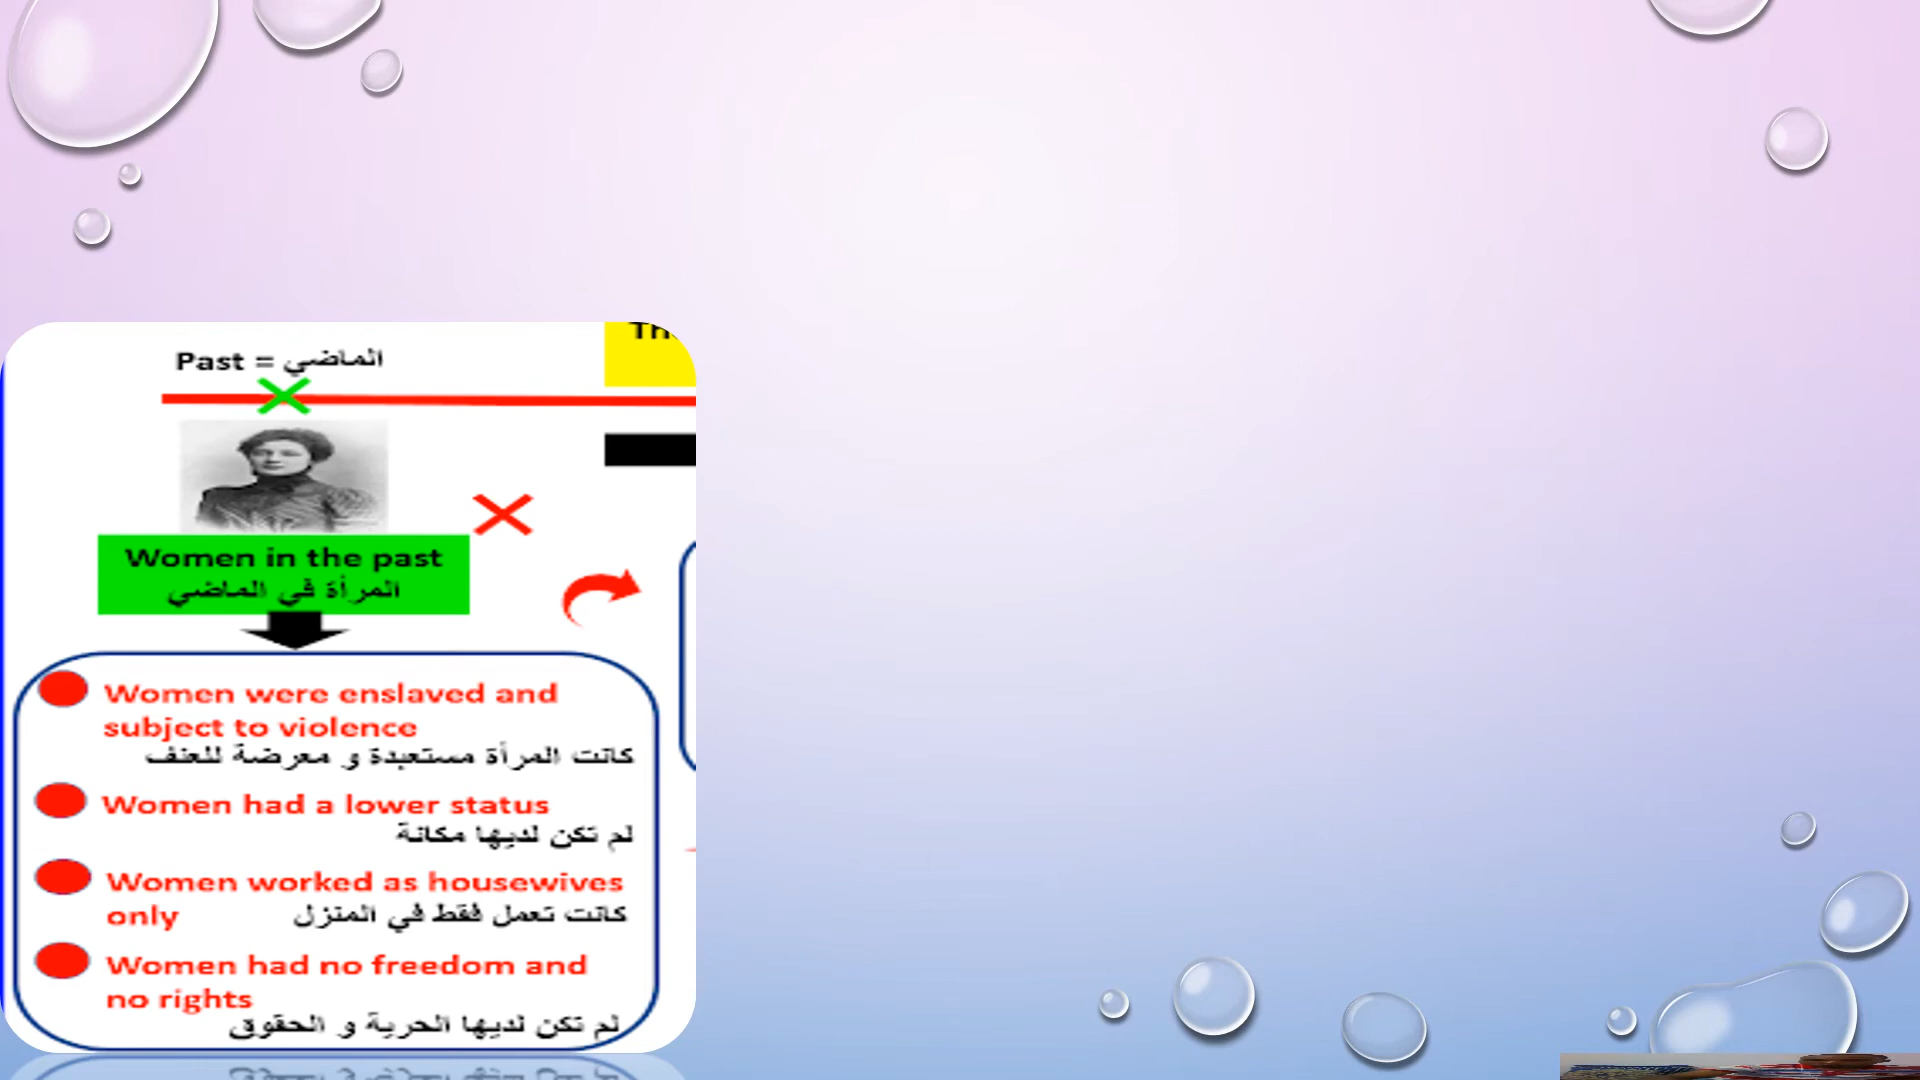 Past = الماضي
Women in the past
المرأة في الماضي
Women were enslaved and
subject to violence
كانت المرأة مستعبدة و معرضة للعنف
Women had a lower status
لم تكن لديها مكانة
Women worked as housewives
only كانت تعمل فقط في المنزل
Women had no freedom and
no rights
لم تكن لديها الحرية و الحقوق